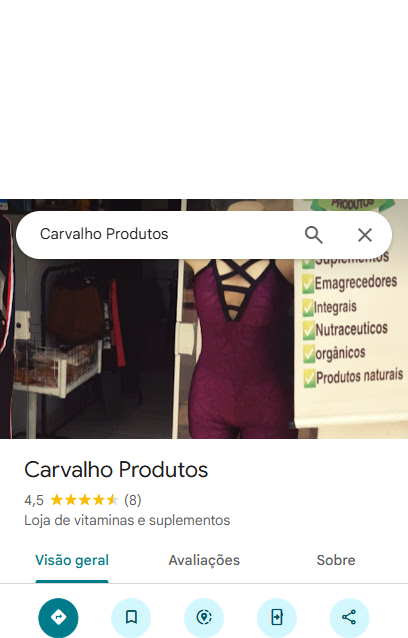 PRODUTOS
Carvalho Produtos
Suplementos
✅Emagrecedores
✅Integrais
✅Nutraceuticos
✅orgânicos
✅Produtos naturais
Carvalho Produtos
4,5 ★★★★★ (8)
Loja de vitaminas e suplementos
Visão geral Avaliações Sobre